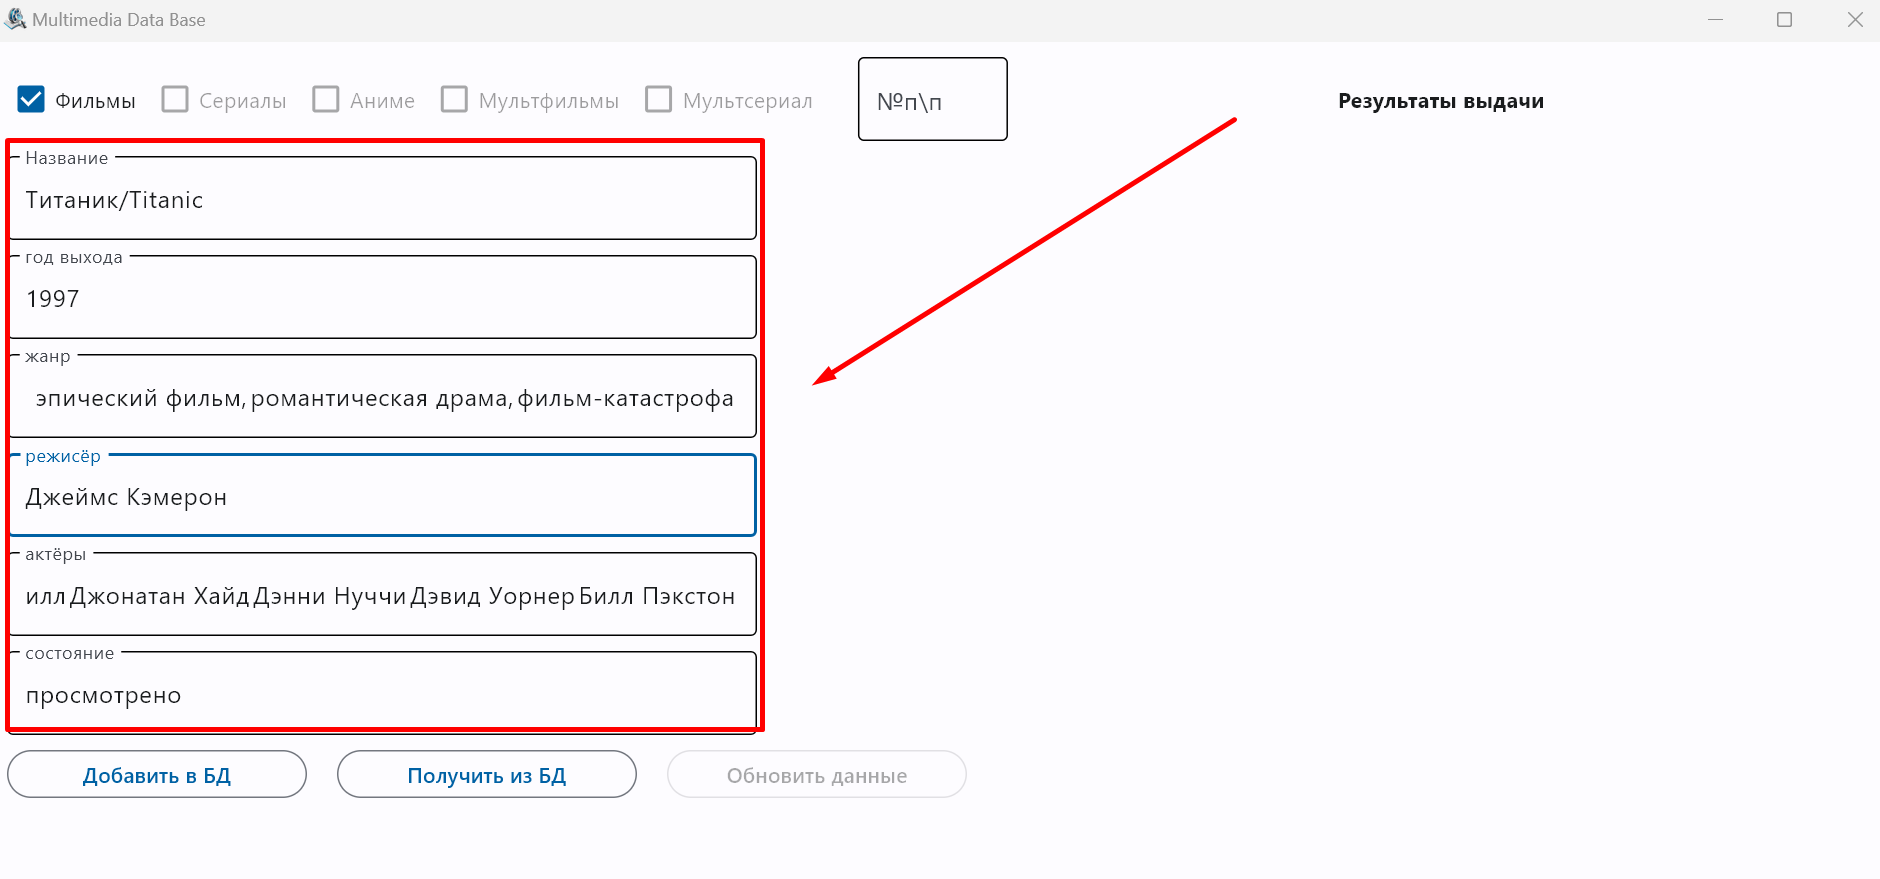 Multimedia Data Base
Фильмы Сериалы Аниме Мультфильмы Мультсериал №п\п Результаты выдачи
Название
Титаник/Titanic
год выхода
1997
жанр
эпический фильм, романтическая драма, фильм-катастрофа
режисёр
Джеймс Кэмерон
актёры
илл Джонатан Хайд Дэнни Нуччи Дэвид Уорнер Билл Пэкстон
состояние
просмотрено
Добавить в БД Получить из БД Обновить данные